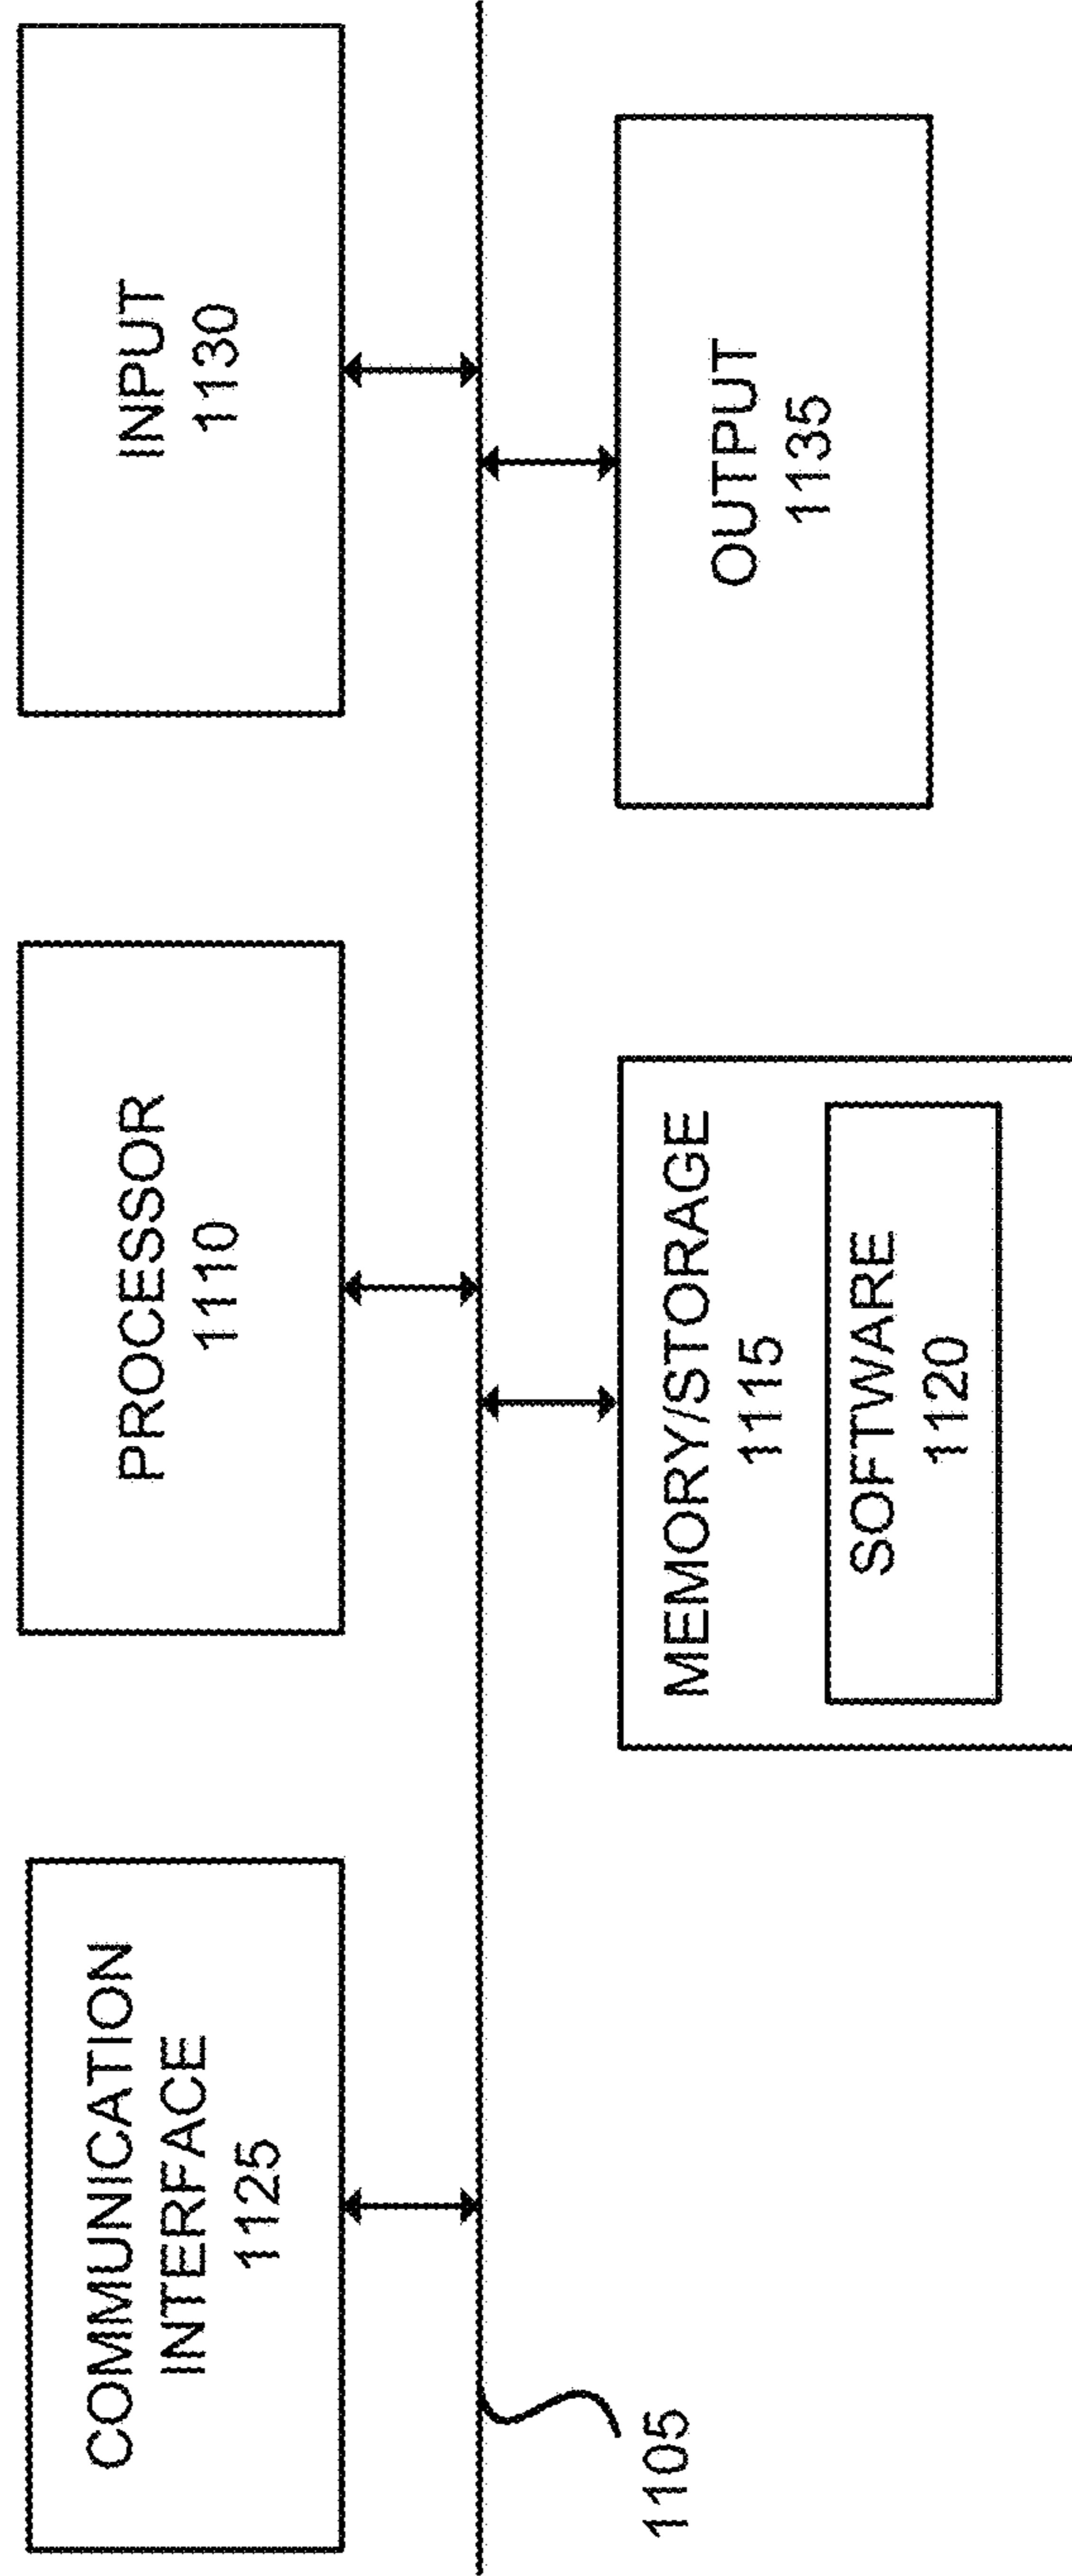 COMMUNICATION
INTERFACE
1125
PROCESSOR
1110
INPUT
1130
1105
MEMORY/STORAGE
1115
SOFTWARE
1120
OUTPUT
1135